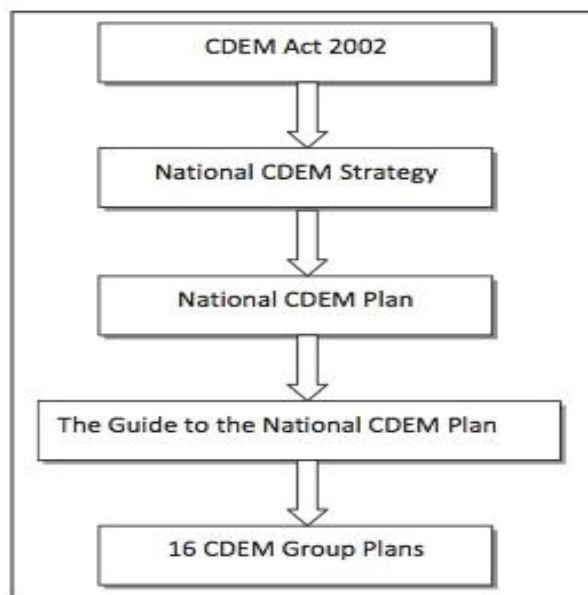 CDEM Act 2002
National CDEM Strategy
National CDEM Plan
The Guide to the National CDEM Plan
16 CDEM Group Plans